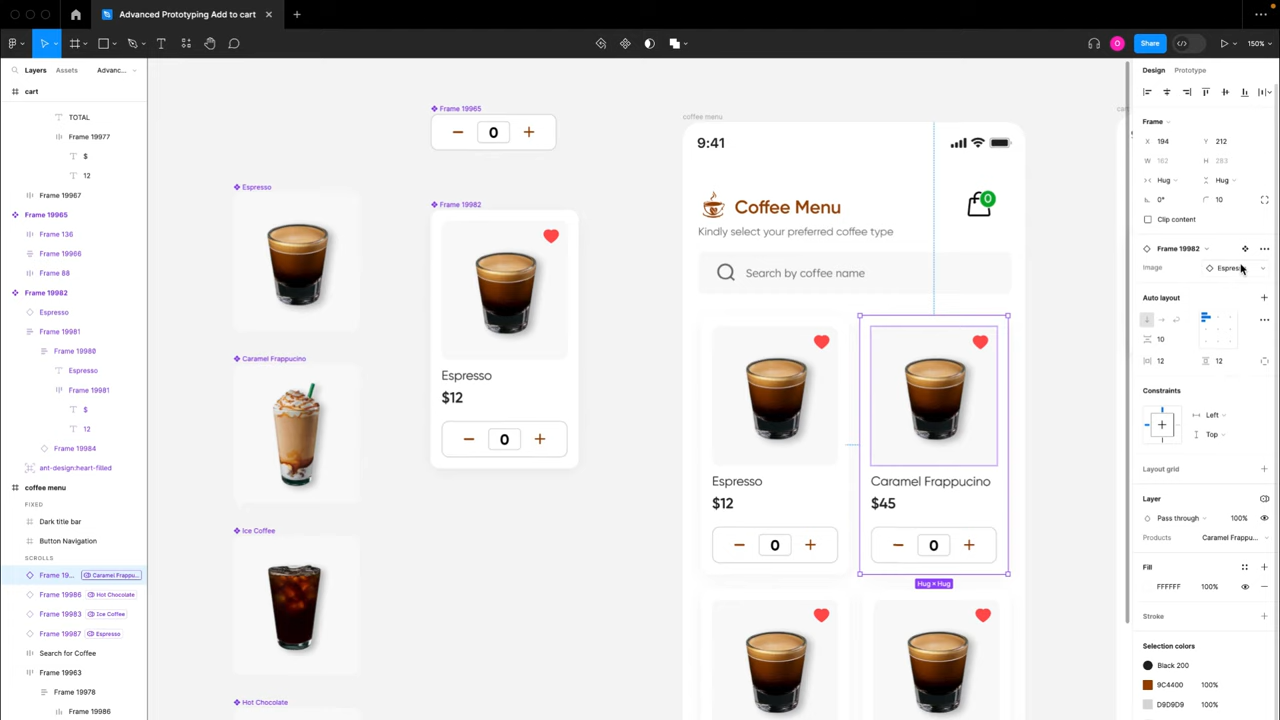 Advanced Prototyping Add to cart
Share
150%
Layers
Assets
Advanc...
cart
TOTAL
Frame 19977
$
12
Frame 19967
Frame 19965
Frame 136
Frame 19966
Frame 88
Frame 19982
Espresso
Frame 19981
Frame 19980
Espresso
Frame 19981
$
12
Frame 19984
ant-design:heart-filled
coffee menu
FIXED
Dark title bar
Button Navigation
SCROLLS
Frame 19... Caramel Frappu...
Frame 19986 Hot Chocolate
Frame 19983 Ice Coffee
Frame 19987 Espresso
Search for Coffee
Frame 19963
Frame 19978
Frame 19986
Espresso
Caramel Frappucino
Ice Coffee
Hot Chocolate
Frame 19965
0
Frame 19982
Espresso
$12
0
coffee menu
9:41
Coffee Menu
0
Kindly select your preferred coffee type
Search by coffee name
Espresso
$12
0
Caramel Frappucino
$45
0
Hug × Hug
Design
Prototype
Frame
X 194
Y 212
W 162
H 283
Hug
Hug
0°
10
Clip content
Frame 19982
Image
Auto layout
10
12
12
Constraints
Left
Top
Layout grid
Layer
Pass through
100%
Products
Caramel Frappu...
Fill
FFFFFF
100%
Stroke
Selection colors
Black 200
9C4400
100%
D9D9D9
100%